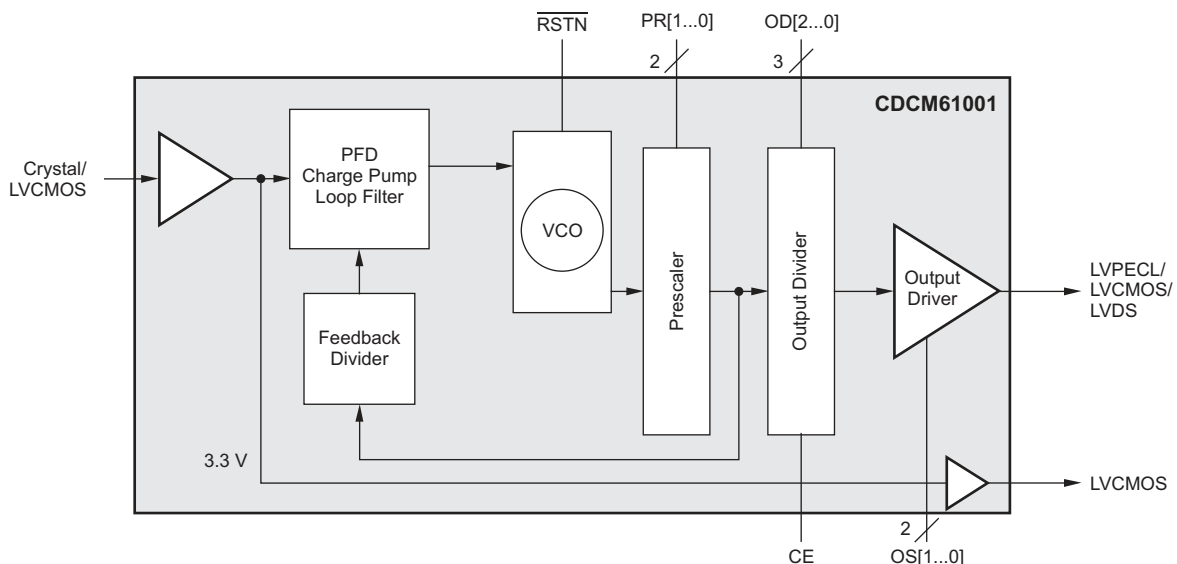 RSTN
PR[1...0]
OD[2...0]
2
3
CDCM61001
Crystal/
LVCMOS
PFD
Charge Pump
Loop Filter
VCO
Prescaler
Output Divider
Output
Driver
LVPECL/
LVCMOS/
LVDS
Feedback
Divider
3.3 V
LVCMOS
2
CE
OS[1...0]